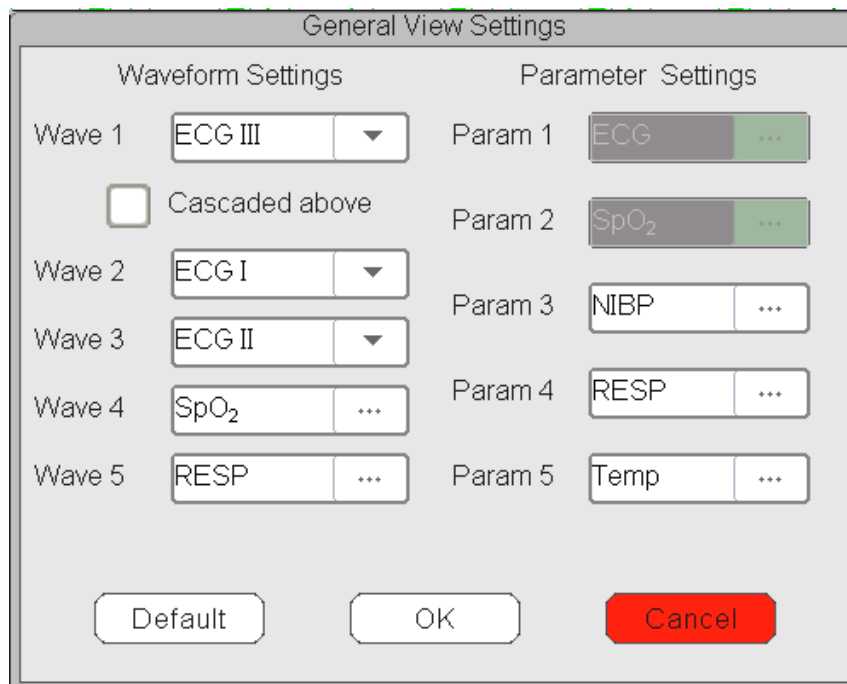 General View Settings
Waveform Settings
Parameter Settings
Wave 1 ECG III
Param 1 ECG ...
Cascaded above
Param 2 SpO₂ ...
Wave 2 ECG I
Param 3 NIBP ...
Wave 3 ECG II
Param 4 RESP ...
Wave 4 SpO₂ ...
Wave 5 RESP ...
Param 5 Temp ...
Default
OK
Cancel